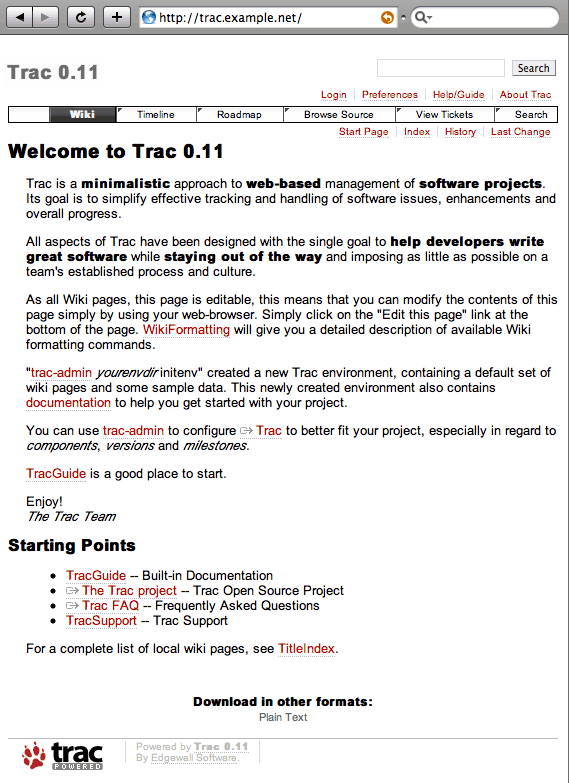 http://trac.example.net/
Trac 0.11
Search
Login Preferences Help/Guide About Trac
Wiki Timeline Roadmap Browse Source View Tickets Search
Start Page Index History Last Change
Welcome to Trac 0.11
Trac is a minimalistic approach to web-based management of software projects.
Its goal is to simplify effective tracking and handling of software issues, enhancements and
overall progress.
All aspects of Trac have been designed with the single goal to help developers write
great software while staying out of the way and imposing as little as possible on a
team's established process and culture.
As all Wiki pages, this page is editable, this means that you can modify the contents of this
page simply by using your web-browser. Simply click on the "Edit this page" link at the
bottom of the page. WikiFormatting will give you a detailed description of available Wiki
formatting commands.
"trac-admin yourenvdir initenv" created a new Trac environment, containing a default set of
wiki pages and some sample data. This newly created environment also contains
documentation to help you get started with your project.
You can use trac-admin to configure Trac to better fit your project, especially in regard to
components, versions and milestones.
TracGuide is a good place to start.
Enjoy!
The Trac Team
Starting Points
• TracGuide -- Built-in Documentation
• The Trac project -- Trac Open Source Project
• Trac FAQ -- Frequently Asked Questions
• TracSupport -- Trac Support
For a complete list of local wiki pages, see TitleIndex.
Download in other formats:
Plain Text
trac
POWERED
Powered by Trac 0.11
By Edgewall Software.